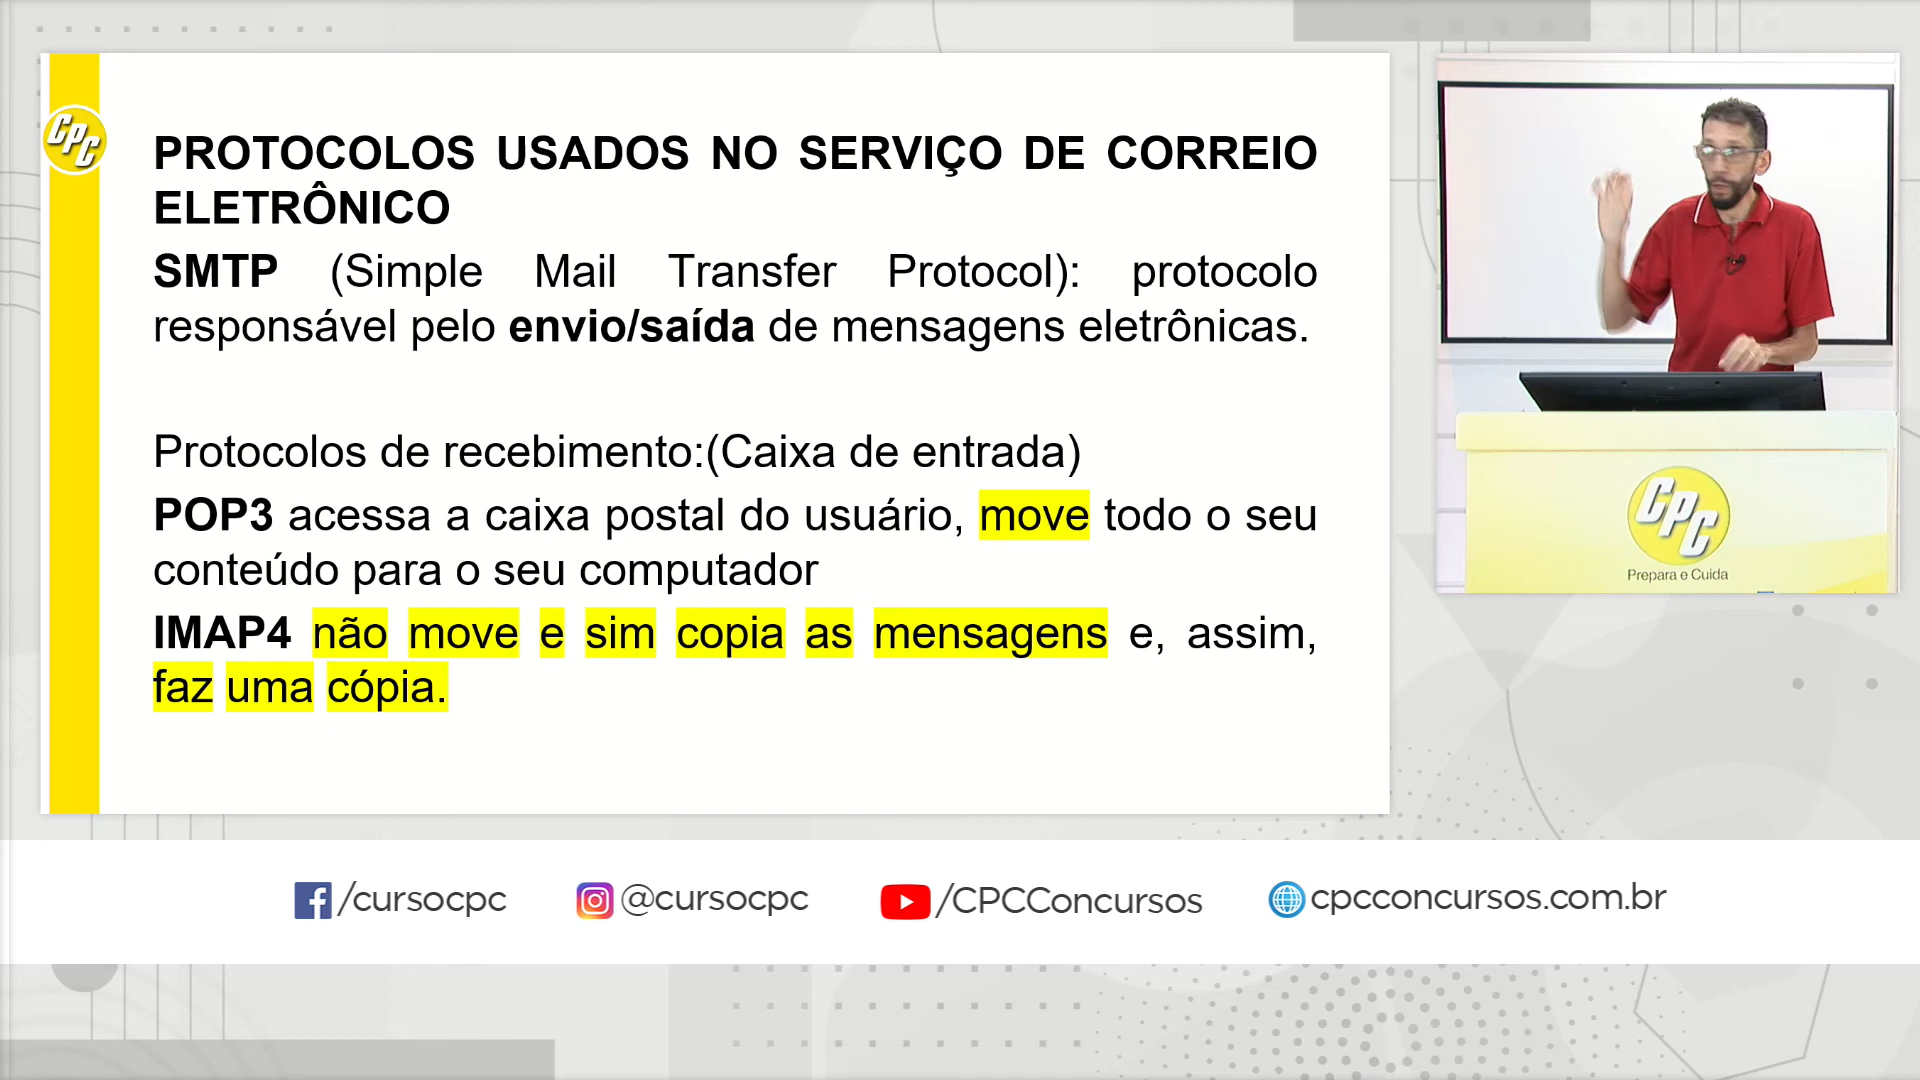 CPC
PROTOCOLOS USADOS NO SERVIÇO DE CORREIO
ELETRÔNICO
SMTP (Simple Mail Transfer Protocol): protocolo
responsável pelo envio/saída de mensagens eletrônicas.
Protocolos de recebimento:(Caixa de entrada)
POP3 acessa a caixa postal do usuário, move todo o seu
conteúdo para o seu computador
IMAP4 não move e sim copia as mensagens e, assim,
faz uma cópia.
CPC
Prepara e Cuida
/cursocpc
@cursocpc
/CPCConcursos
cpcconcursos.com.br